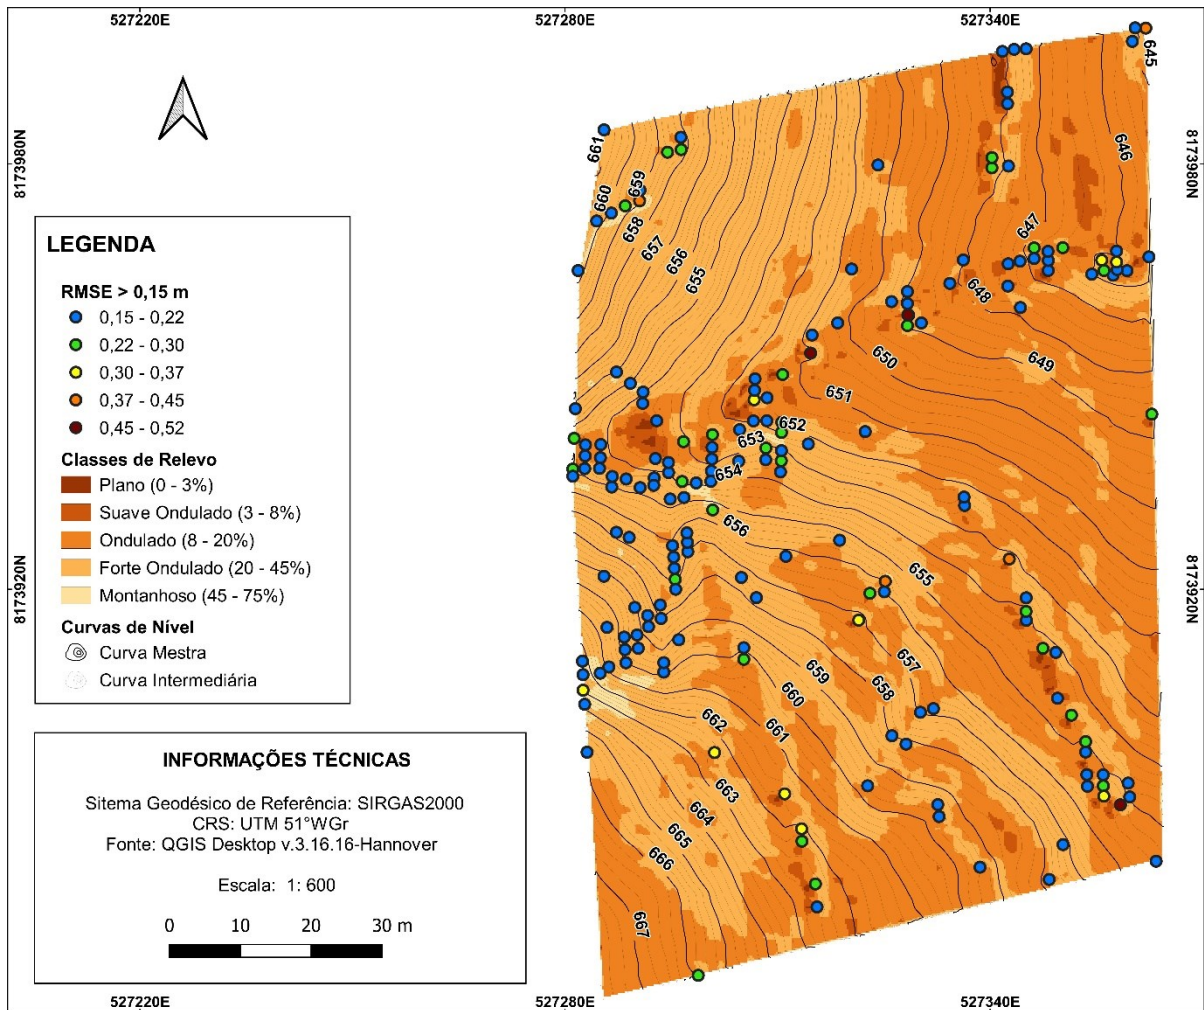 527220E
527280E
527340E
8173980N
8173980N
645
646
661
660
659
658
657
656
655
647
648
649
650
651
652
653
654
656
655
657
658
659
660
661
662
663
664
665
666
667
LEGENDA
RMSE > 0,15 m
0,15 - 0,22
0,22 - 0,30
0,30 - 0,37
0,37 - 0,45
0,45 - 0,52
Classes de Relevo
Plano (0 - 3%)
Suave Ondulado (3 - 8%)
Ondulado (8 - 20%)
Forte Ondulado (20 - 45%)
Montanhoso (45 - 75%)
Curvas de Nível
Curva Mestra
Curva Intermediária
8173920N
8173920N
INFORMAÇÕES TÉCNICAS
Sitema Geodésico de Referência: SIRGAS2000
CRS: UTM 51°WGr
Fonte: QGIS Desktop v.3.16.16-Hannover
Escala: 1: 600
0 10 20 30 m
527220E
527280E
527340E